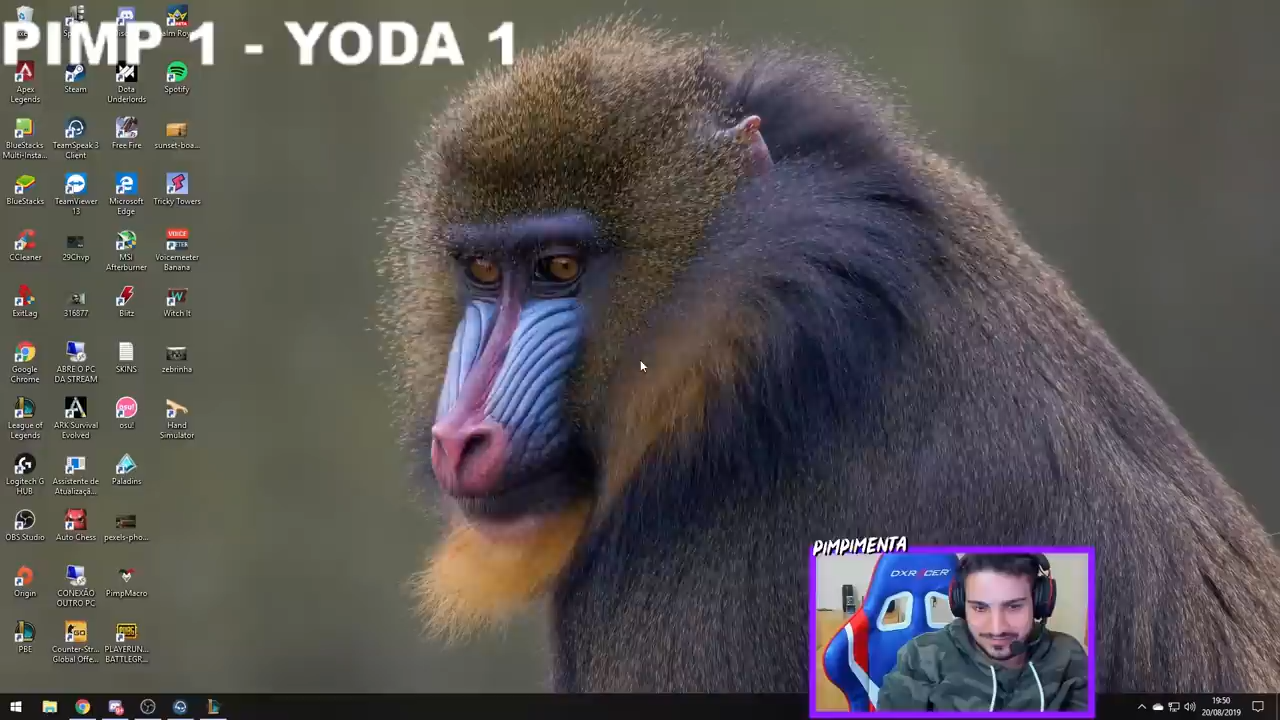 PIMP 1 - YODA 1
Apex Legends
Steam
Dota Underlords
Spotify
BlueStacks Multi-Insta...
TeamSpeak 3 Client
Free Fire
sunset-boa...
BlueStacks
TeamViewer 13
Microsoft Edge
Tricky Towers
CCleaner
29Chvp
MSI Afterburner
VOICE
Voicemeeter Banana
ExitLag
316877
Blitz
Witch It
Google Chrome
ABRE O PC DA STREAM
SKINS
zebrinha
League of Legends
ARK Survival Evolved
osu!
osu!
Hand Simulator
Logitech G HUB
Assistente de Atualizaçã...
Paladins
OBS Studio
Auto Chess
pexels-pho...
Origin
CONEXÃO OUTRO PC
PimpMacro
PBE
Counter-Str... Global Offe...
PLAYERUN... BATTLEGR...
PIMPIMENTA
DXRACER
19:50
20/08/2019